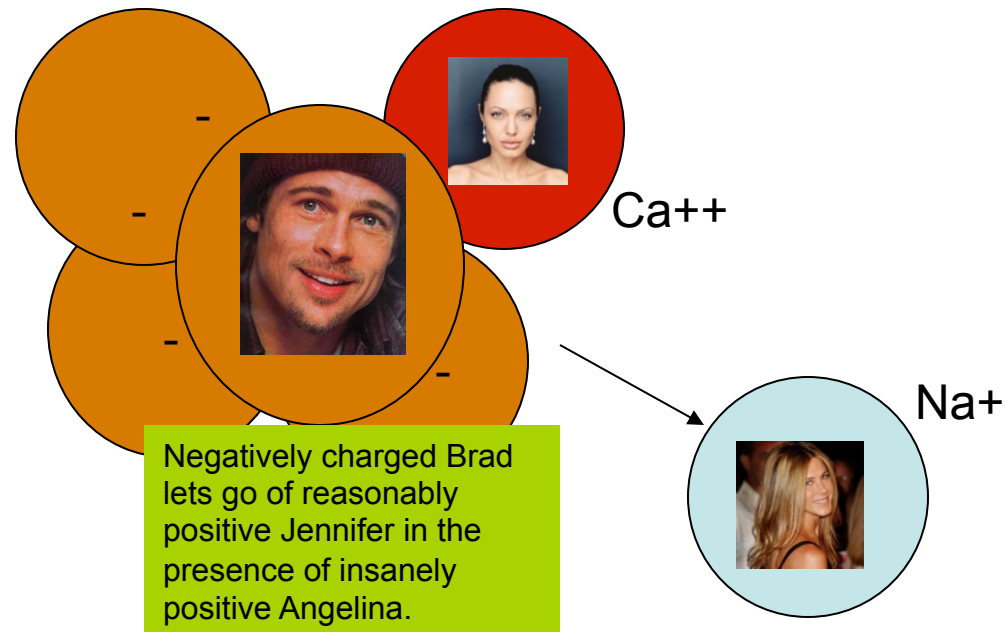 -
-
-
-
Ca++
Na+
Negatively charged Brad
lets go of reasonably
positive Jennifer in the
presence of insanely
positive Angelina.